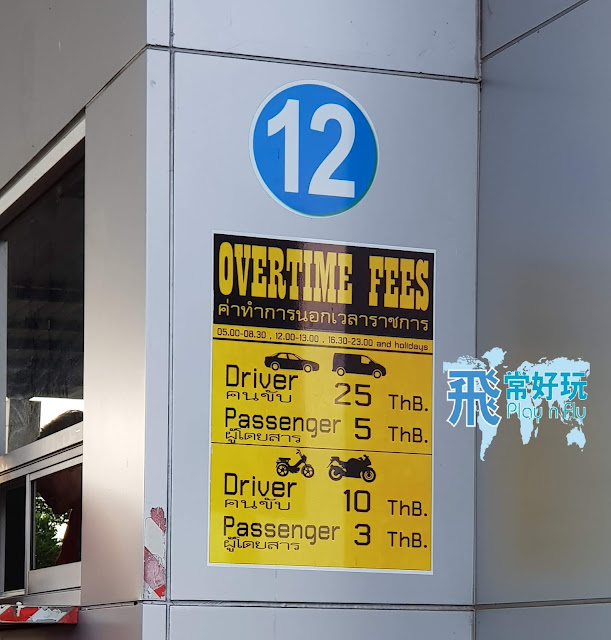 12
OVERTIME FEES
ค่าทำการนอกเวลาราชการ
05.00-08.30 , 12.00-13.00 , 16.30-23.00 and holidays
Driver 25 ThB.
คนขับ
Passenger 5 ThB.
ผู้โดยสาร
Driver 10 ThB.
คนขับ
Passenger 3 ThB.
ผู้โดยสาร
飛常好玩
Play n Fly